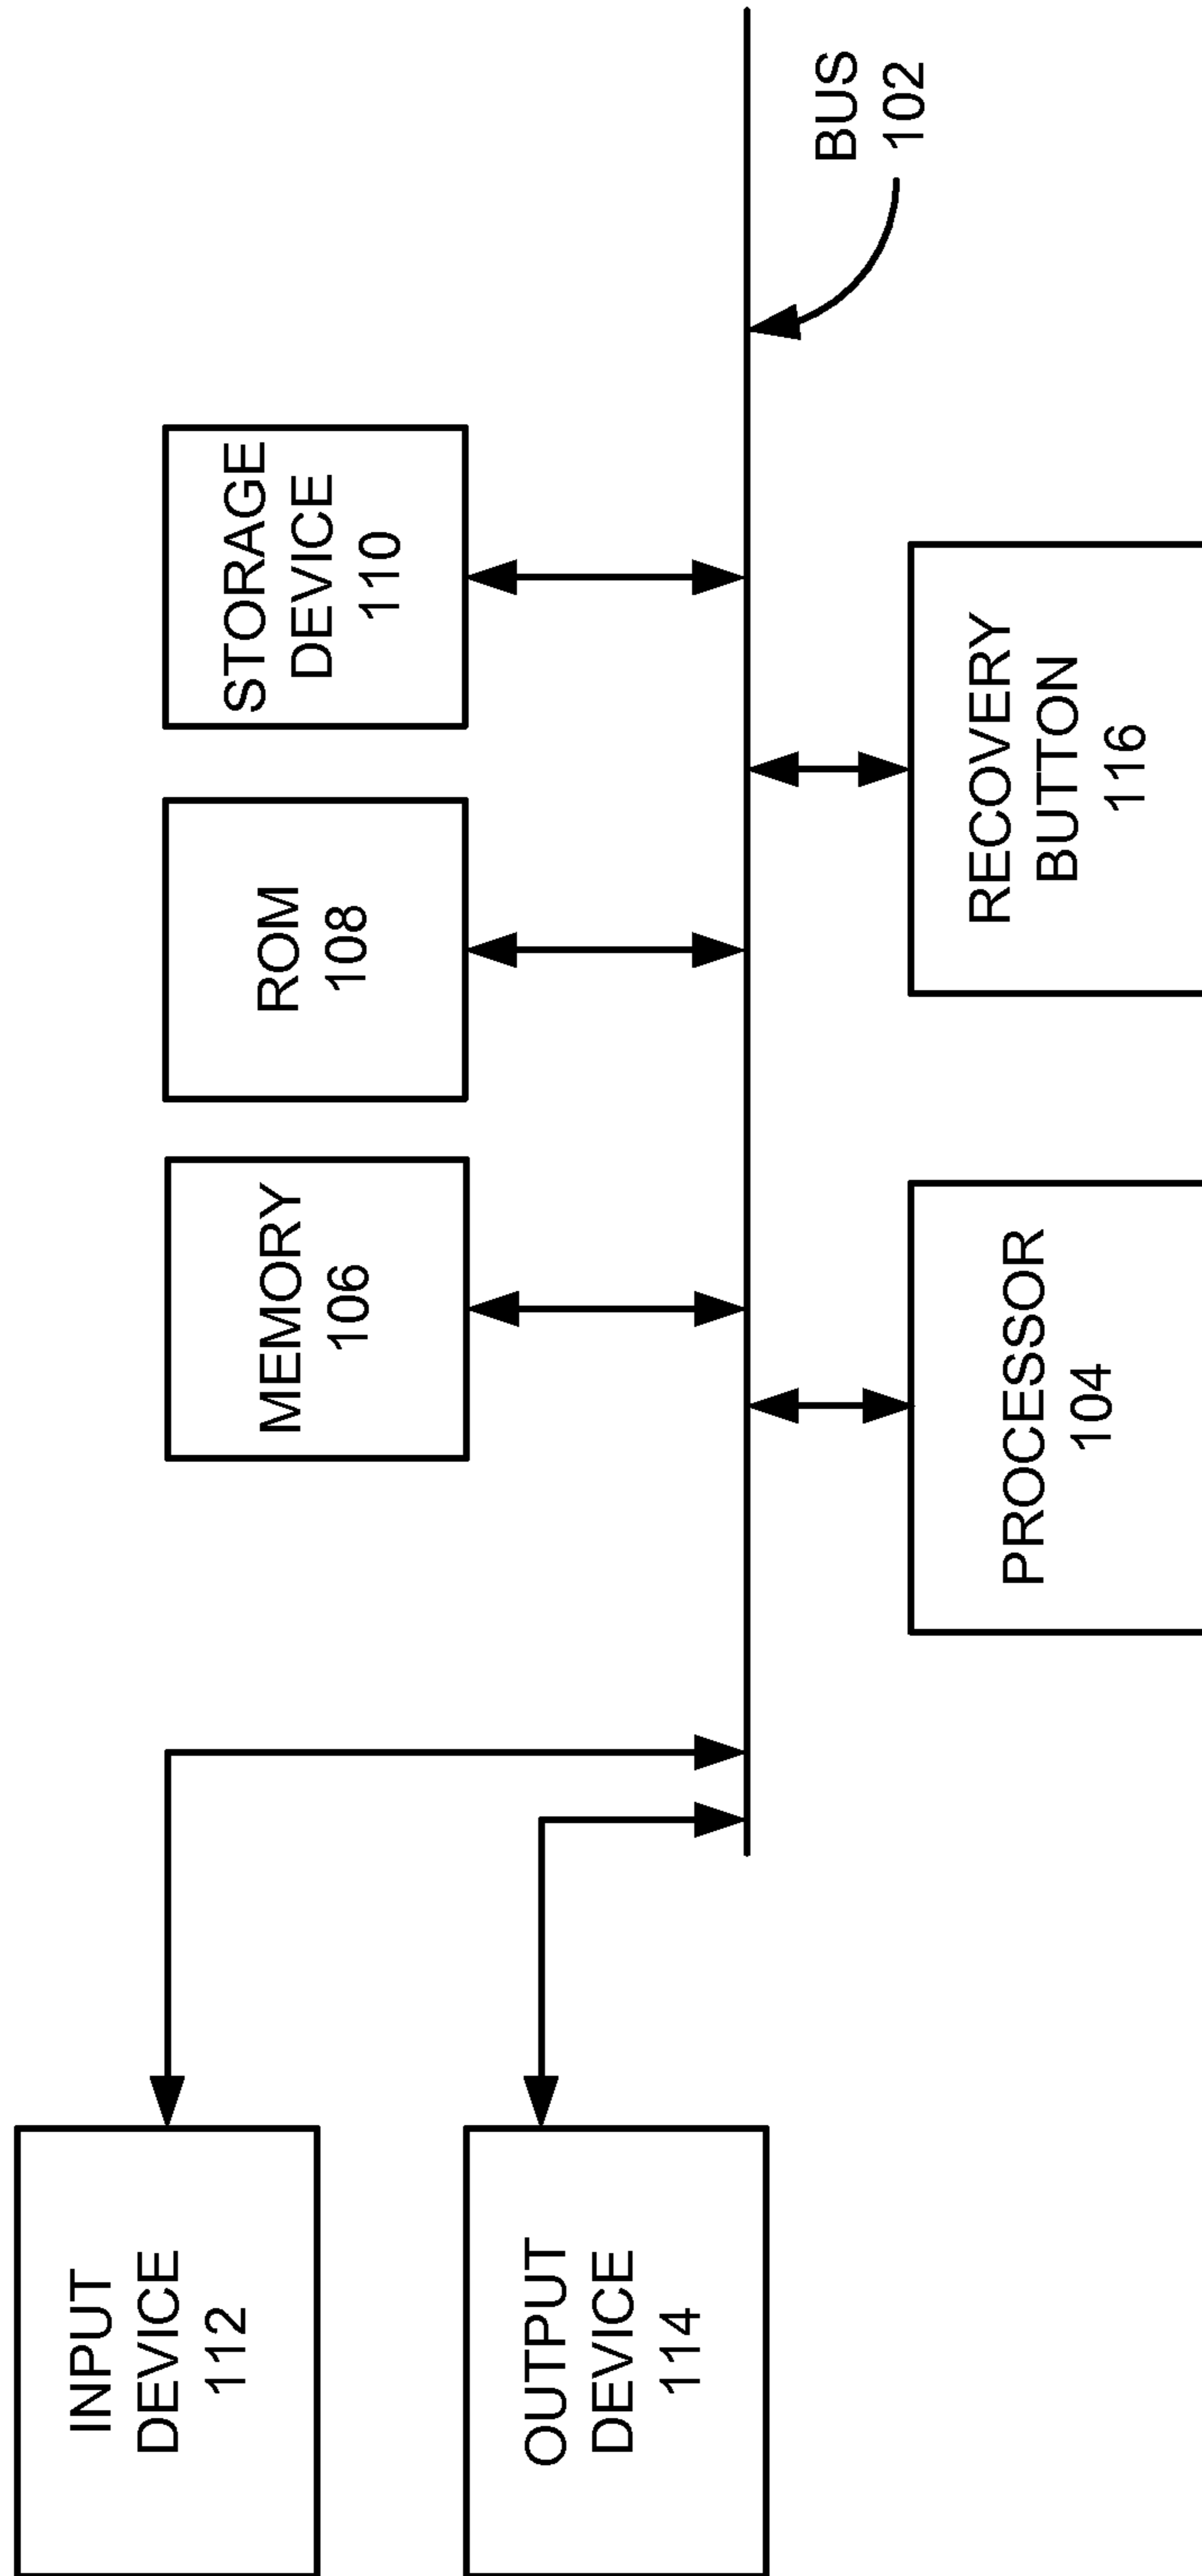 INPUT
DEVICE
112
OUTPUT
DEVICE
114
MEMORY
106
ROM
108
STORAGE
DEVICE
110
BUS
102
PROCESSOR
104
RECOVERY
BUTTON
116